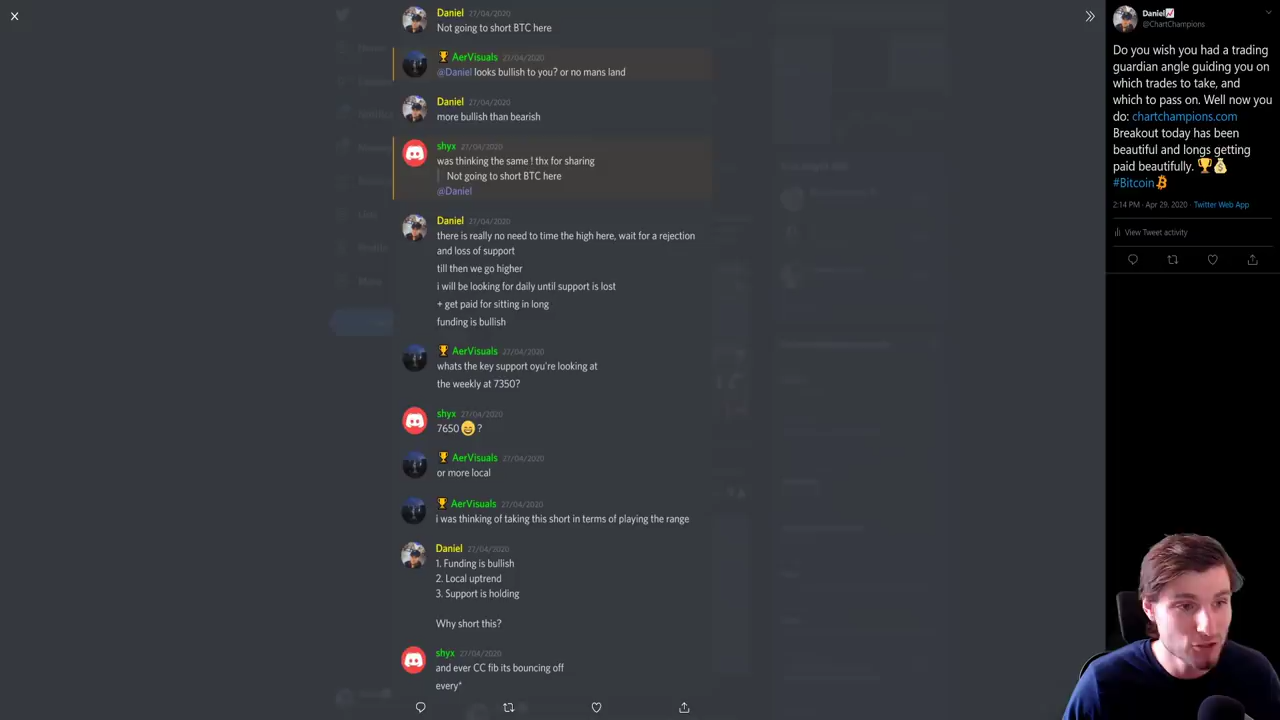 Daniel 27/04/2020
Not going to short BTC here
AerVisuals 27/04/2020
@Daniel looks bullish to you? or no mans land
Daniel 27/04/2020
more bullish than bearish
shyx 27/04/2020
was thinking the same ! thx for sharing
Not going to short BTC here
@Daniel
Daniel 27/04/2020
there is really no need to time the high here, wait for a rejection
and loss of support
till then we go higher
i will be looking for daily until support is lost
+ get paid for sitting in long
funding is bullish
AerVisuals 27/04/2020
whats the key support oyu're looking at
the weekly at 7350?
shyx 27/04/2020
7650 😄 ?
AerVisuals 27/04/2020
or more local
AerVisuals 27/04/2020
i was thinking of taking this short in terms of playing the range
Daniel 27/04/2020
1. Funding is bullish
2. Local uptrend
3. Support is holding
Why short this?
shyx 27/04/2020
and ever CC fib its bouncing off
every*
Daniel📈
@ChartChampions
Do you wish you had a trading
guardian angle guiding you on
which trades to take, and
which to pass on. Well now you
do: chartchampions.com
Breakout today has been
beautiful and longs getting
paid beautifully. 🏆💰
#Bitcoin
2:14 PM · Apr 29, 2020 · Twitter Web App
View Tweet activity